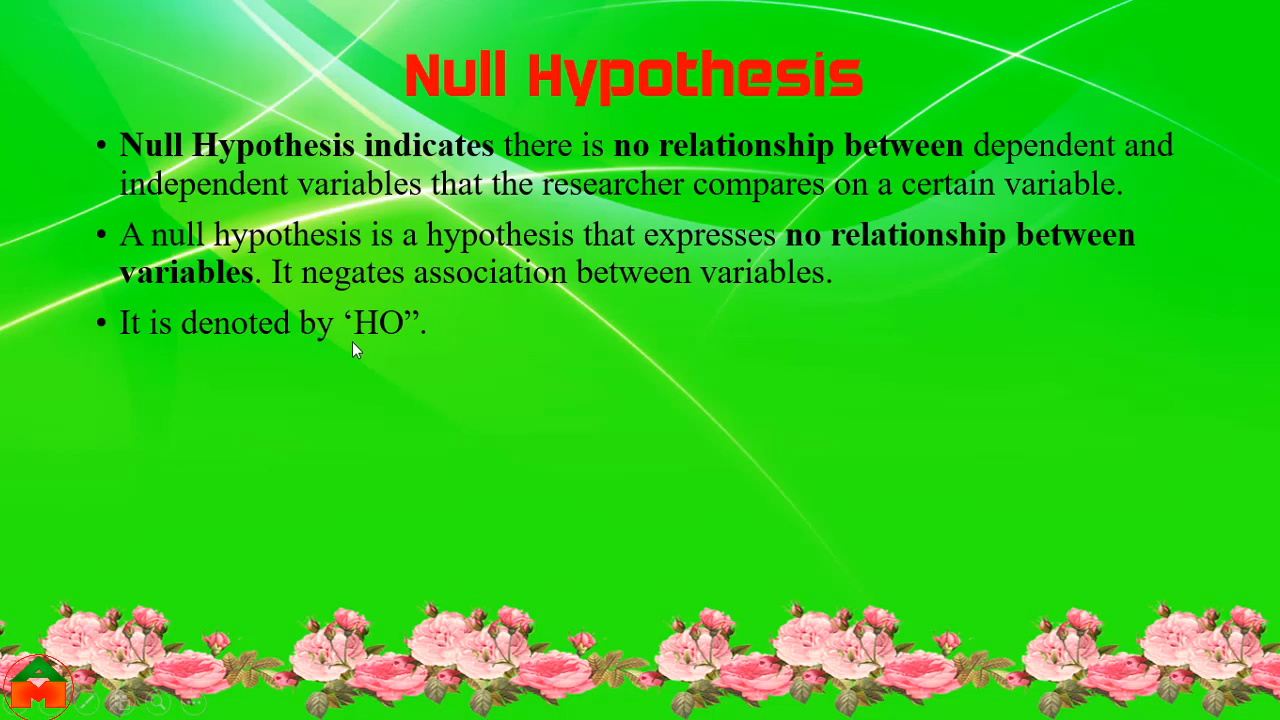 Null Hypothesis
• Null Hypothesis indicates there is no relationship between dependent and
independent variables that the researcher compares on a certain variable.
• A null hypothesis is a hypothesis that expresses no relationship between
variables. It negates association between variables.
• It is denoted by ‘HO”.